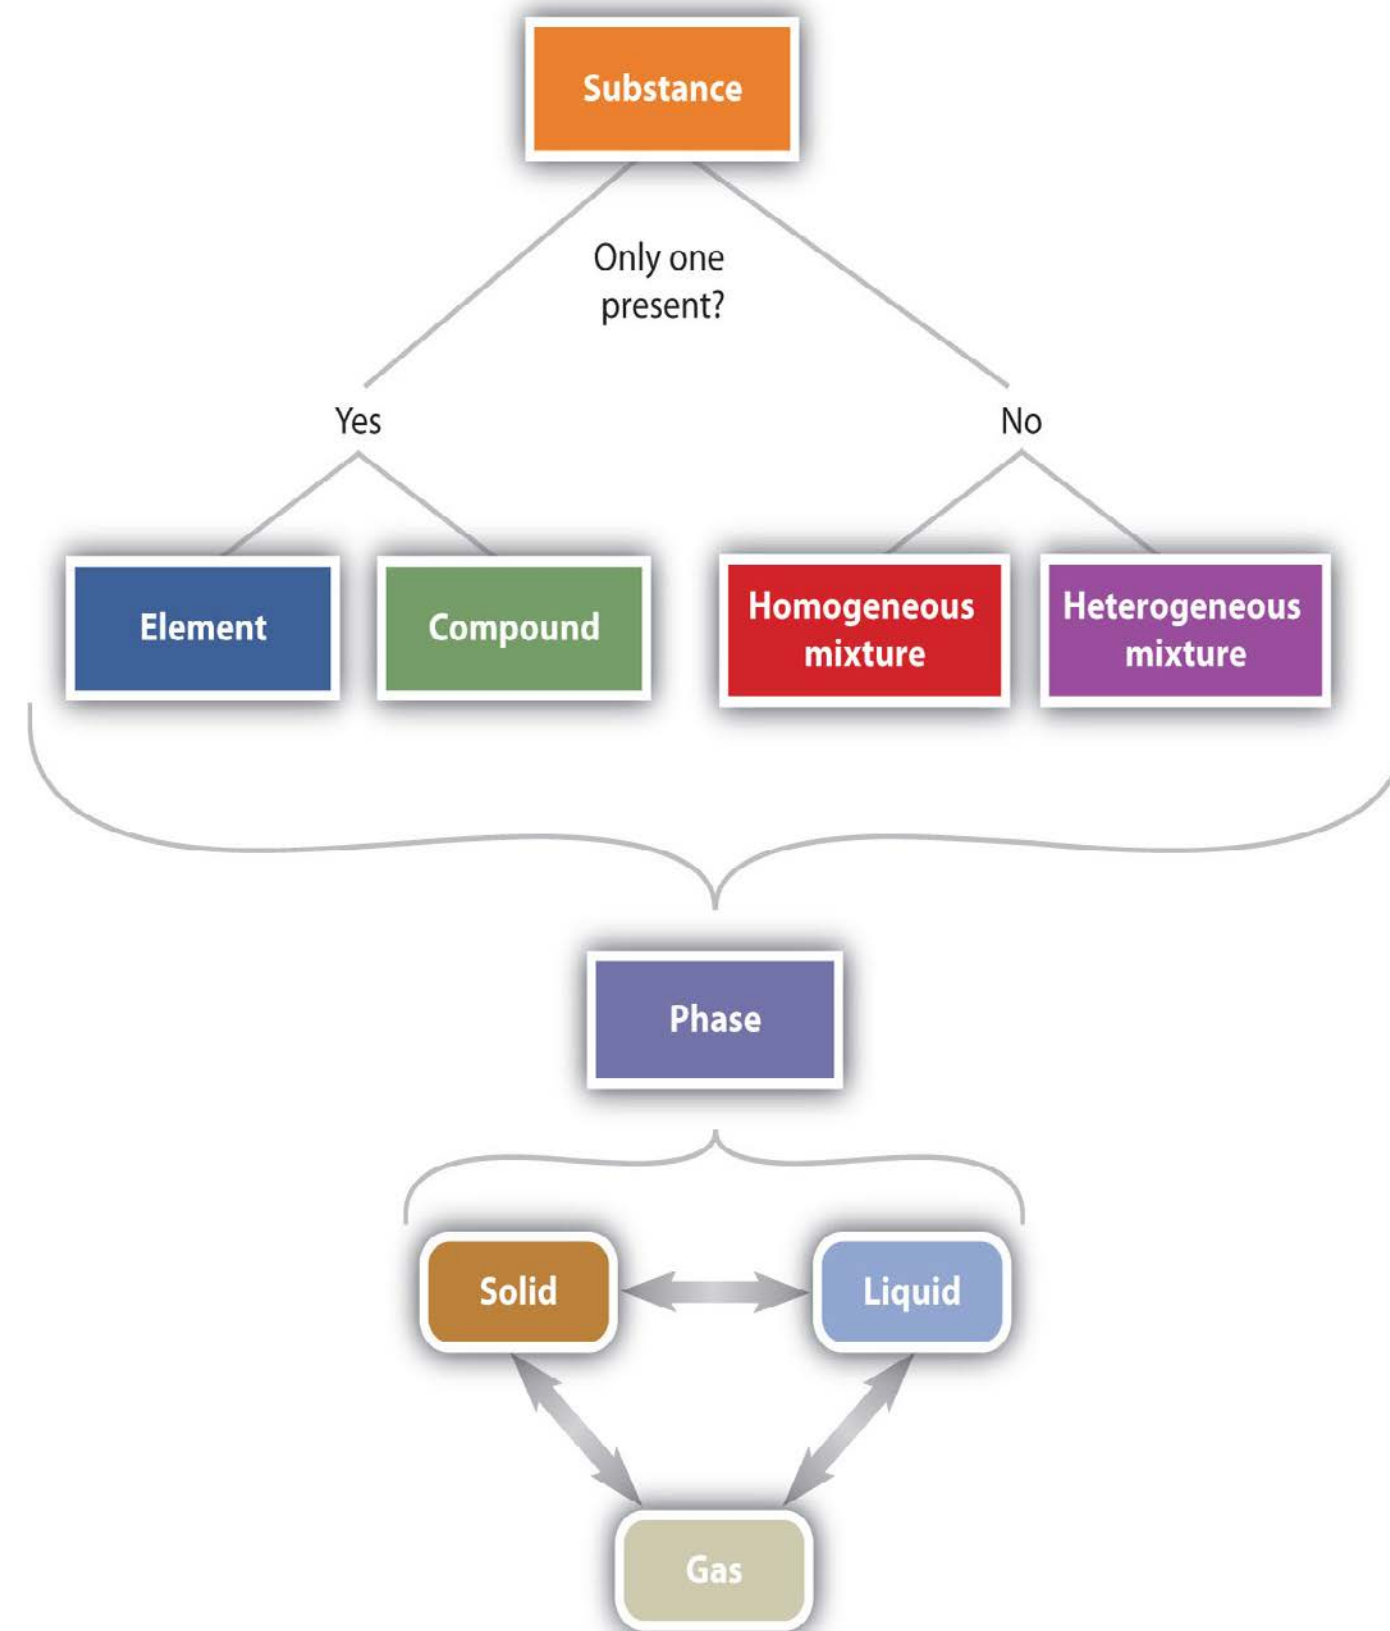 Substance
Only one
present?
Yes
No
Element
Compound
Homogeneous
mixture
Heterogeneous
mixture
Phase
Solid
Liquid
Gas